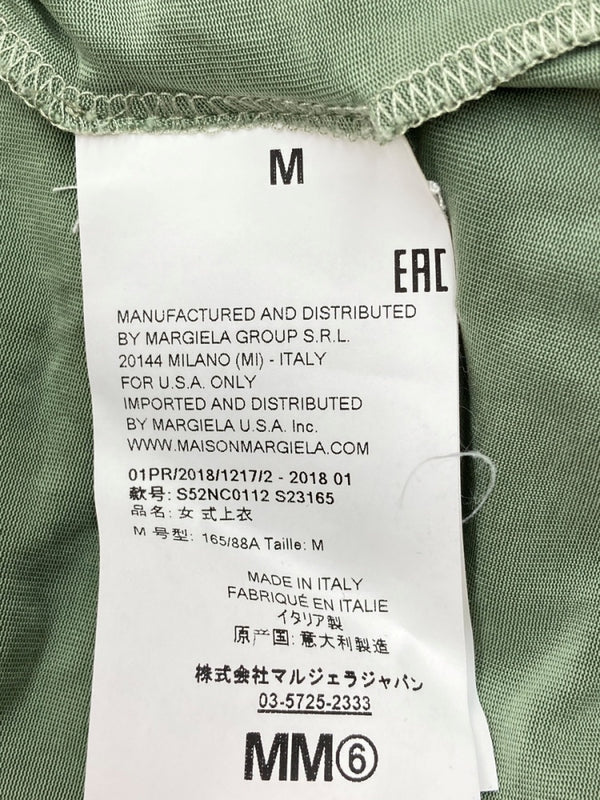 M
EAC
MANUFACTURED AND DISTRIBUTED
BY MARGIELA GROUP S.R.L.
20144 MILANO (MI) - ITALY
FOR U.S.A. ONLY
IMPORTED AND DISTRIBUTED
BY MARGIELA U.S.A. Inc.
WWW.MAISONMARGIELA.COM
01PR/2018/1217/2 - 2018 01
款号: S52NC0112 S23165
品名: 女式上衣
M 号型: 165/88A Taille: M
MADE IN ITALY
FABRIQUÉ EN ITALIE
イタリア製
原产国: 意大利製造
株式会社マルジェラジャパン
03-5725-2333
MM⑥